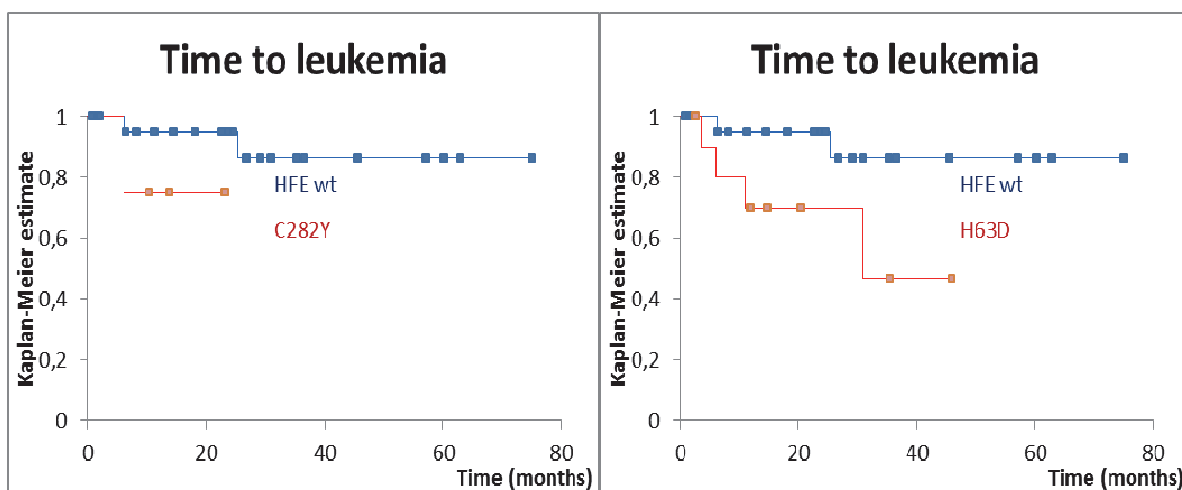 Time to leukemia
Kaplan-Meier estimate
1
0,8
0,6
0,4
0,2
0
HFE wt
C282Y
0 20 40 60 80
Time (months)
Time to leukemia
Kaplan-Meier estimate
1
0,8
0,6
0,4
0,2
0
HFE wt
H63D
0 20 40 60 80
Time (months)